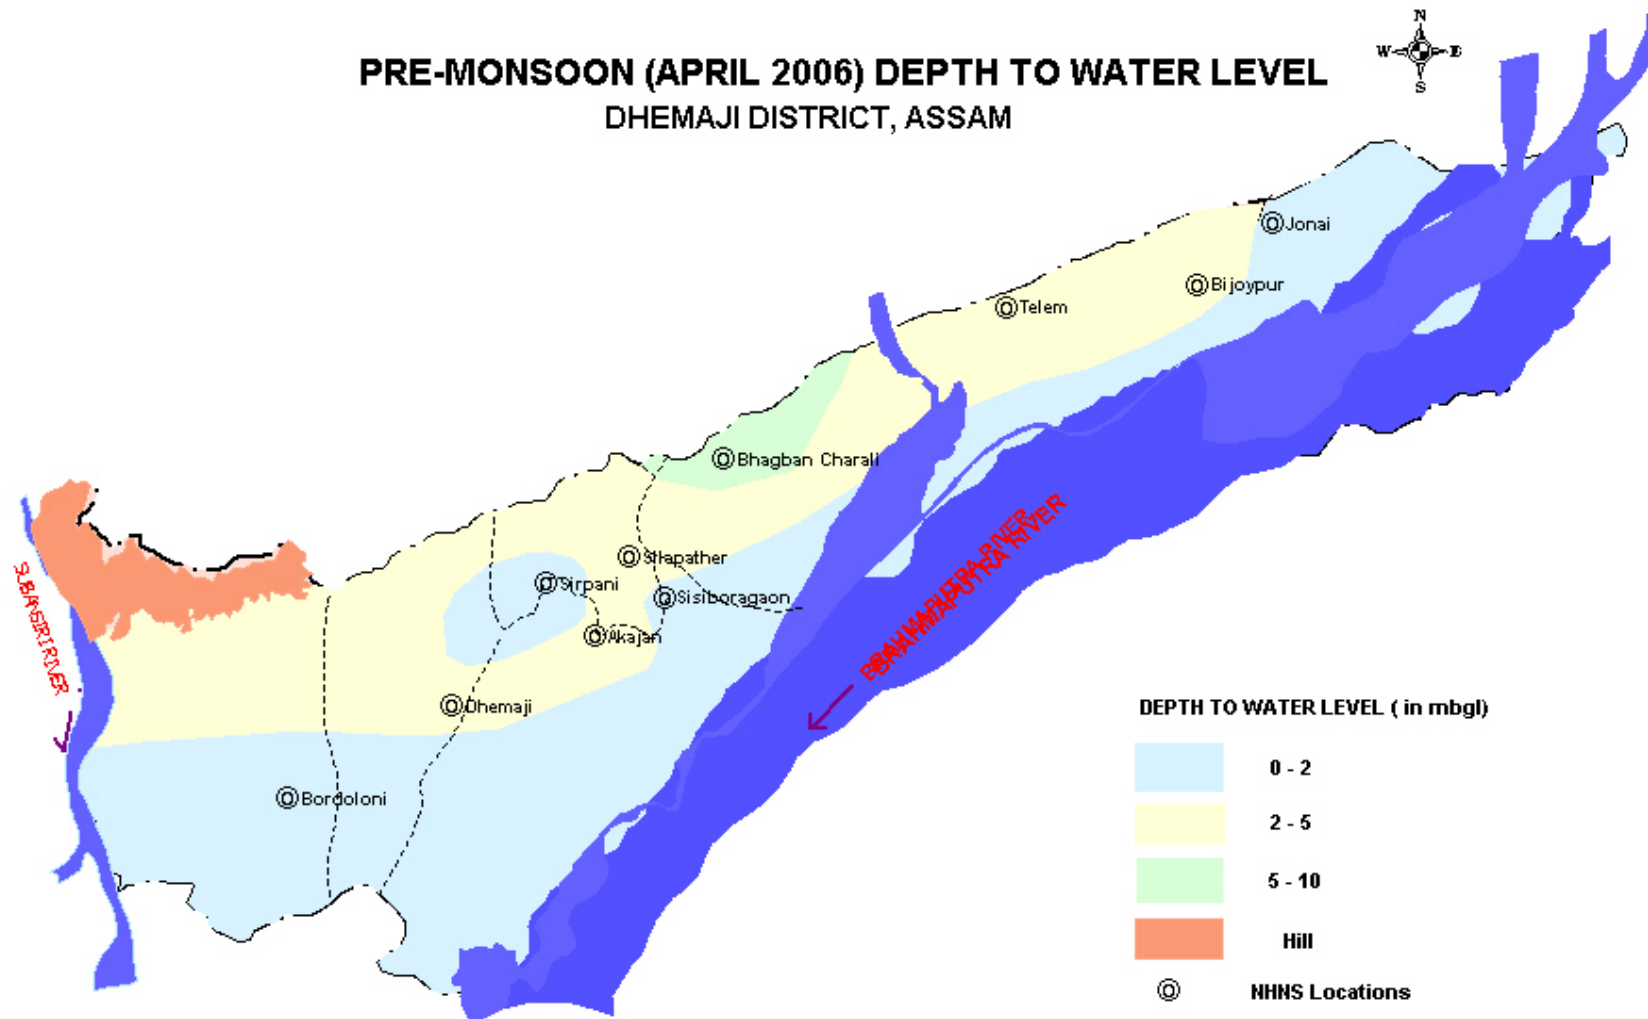 N
W E
S
PRE-MONSOON (APRIL 2006) DEPTH TO WATER LEVEL
DHEMAJI DISTRICT, ASSAM
Jonai
Bijoypur
Telem
Bhagban Charali
Silapather
Sirpani
Sisiboragaon
Akajan
Dhemaji
Bordoloni
SUBANSIRI RIVER
BRAHMAPUTRA RIVER
BRAHMAPUTRA RIVER
DEPTH TO WATER LEVEL ( in mbgl)
0 - 2
2 - 5
5 - 10
Hill
NHNS Locations